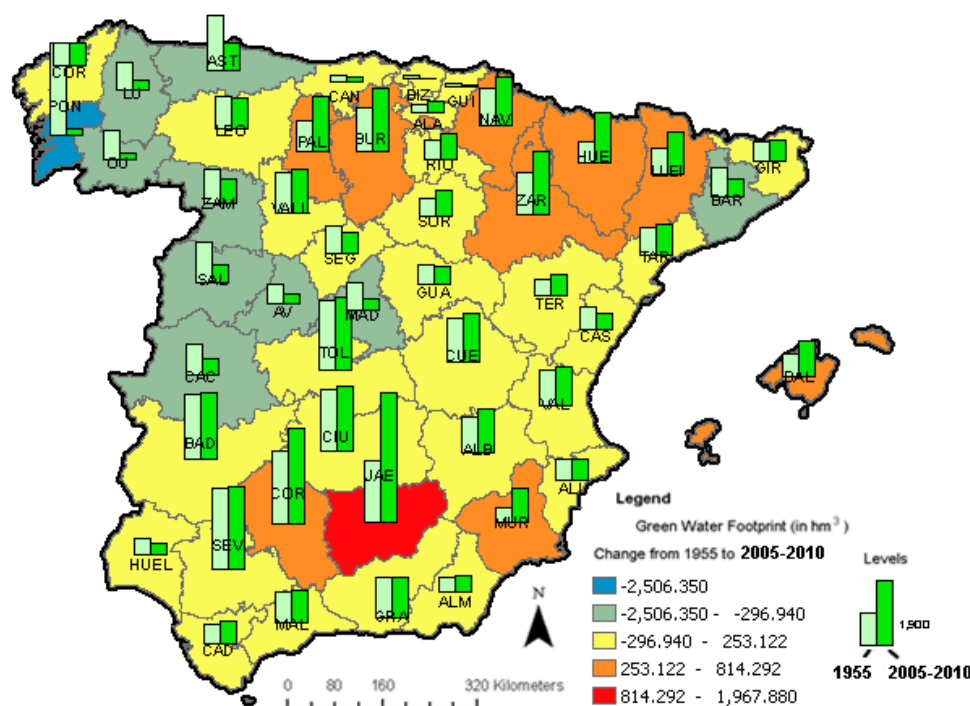 AST
COR
LU
CAN
BIZ
GUI
PON
LEO
ALA
NAV
PAL
BUR
HUE
LLEI
OU
RIO
GIR
ZAM
VALL
ZAR
BAR
SOR
SEG
TAR
SAL
GUA
TER
AV
MAD
CAS
TOL
CUE
CAC
BAL
VAL
BAD
CIU
ALB
JAE
ALI
COR
MUR
SEV
HUEL
MAL
GRA
ALM
CAD
N
0 80 160 320 Kilometers
Legend
Green Water Footprint (in hm³)
Change from 1955 to 2005-2010
-2,506.350
-2,506.350 - -296.940
-296.940 - 253.122
253.122 - 814.292
814.292 - 1,967.880
Levels
1,900
1955 2005-2010